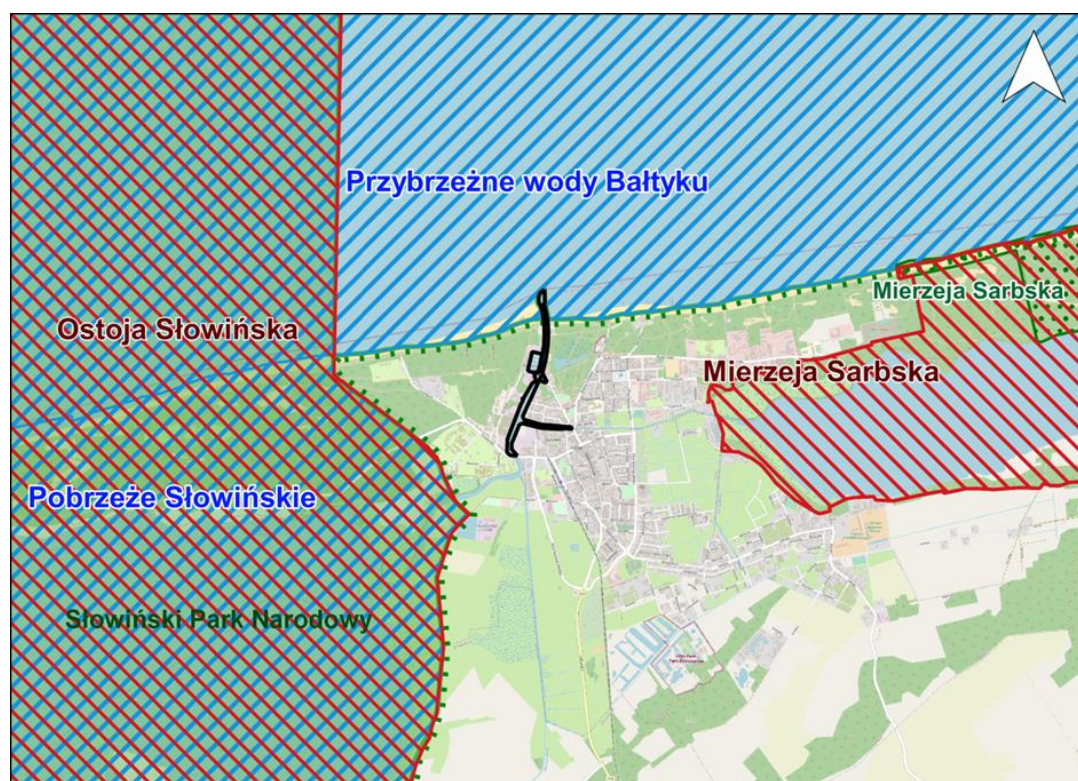 Przybrzeżne wody Bałtyku
Mierzeja Sarbska
Ostoja Słowińska
Mierzeja Sarbska
Pobrzeże Słowińskie
Słowiński Park Narodowy